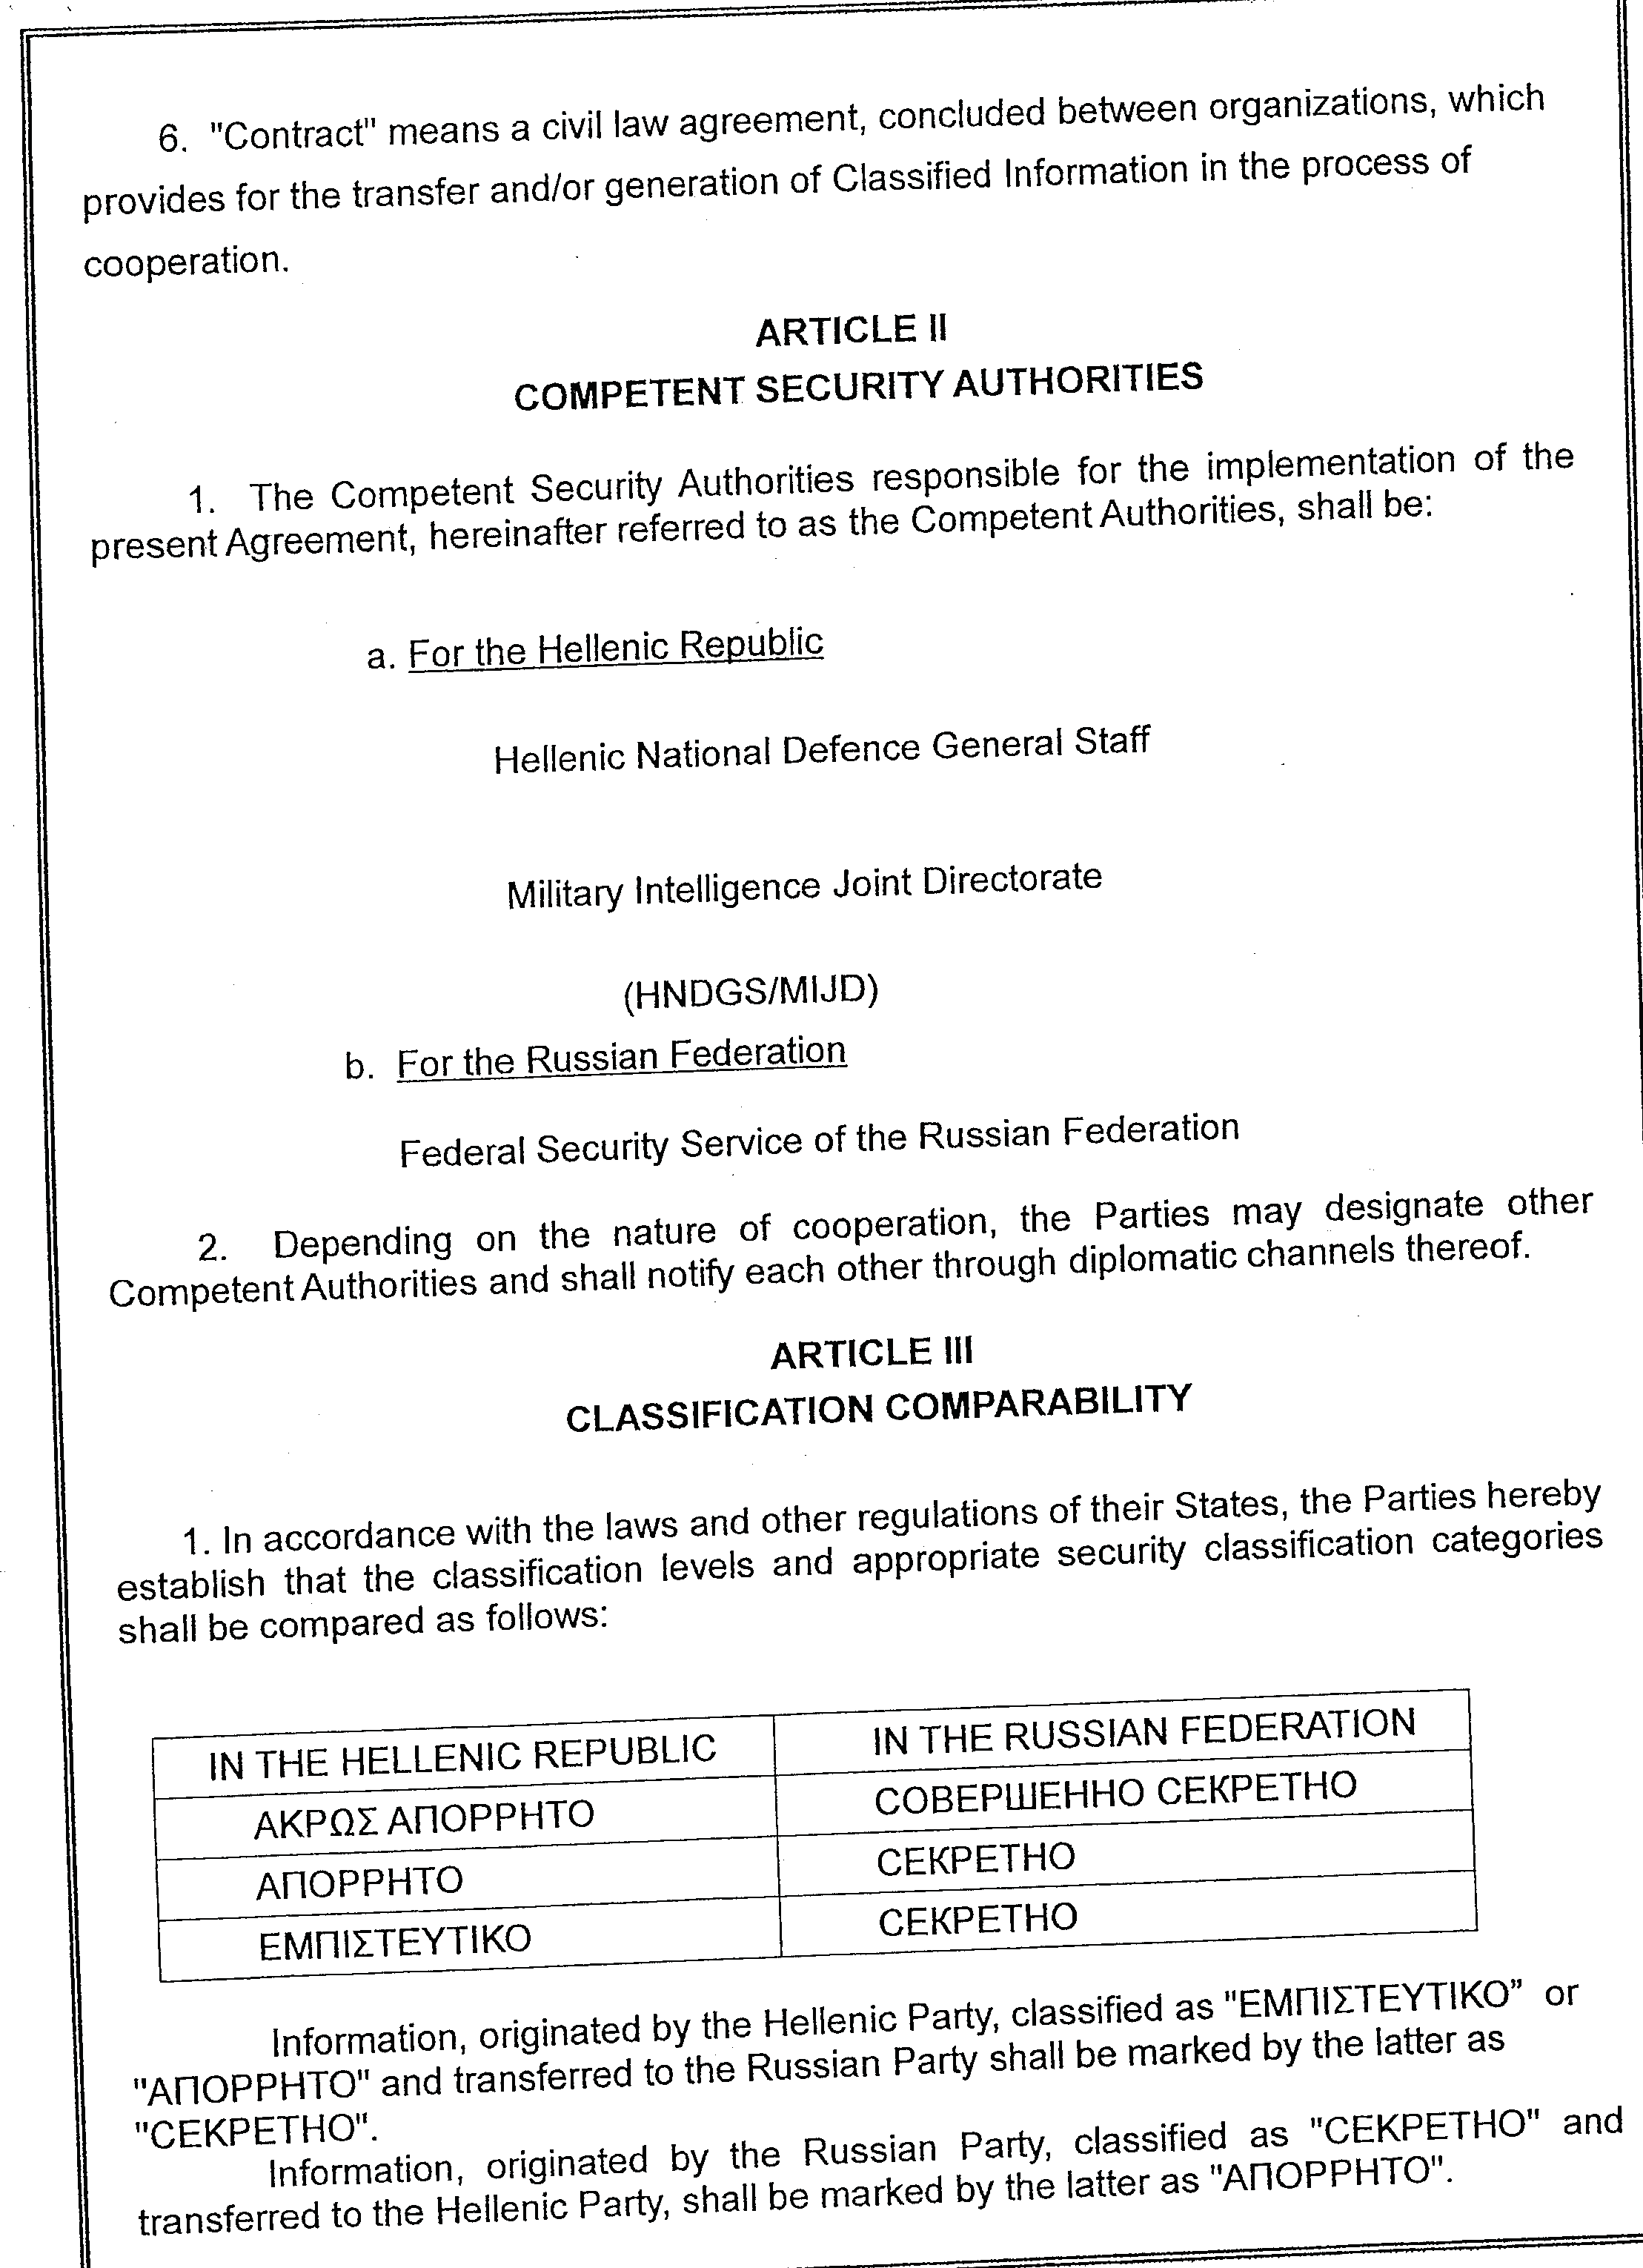 6. "Contract" means a civil law agreement, concluded between organizations, which
provides for the transfer and/or generation of Classified Information in the process of
cooperation.
ARTICLE II
COMPETENT SECURITY AUTHORITIES
1. The Competent Security Authorities responsible for the implementation of the
present Agreement, hereinafter referred to as the Competent Authorities, shall be:
a. For the Hellenic Republic
Hellenic National Defence General Staff
Military Intelligence Joint Directorate
(HNDGS/MIJD)
b. For the Russian Federation
Federal Security Service of the Russian Federation
2. Depending on the nature of cooperation, the Parties may designate other
Competent Authorities and shall notify each other through diplomatic channels thereof.
ARTICLE III
CLASSIFICATION COMPARABILITY
1. In accordance with the laws and other regulations of their States, the Parties hereby
establish that the classification levels and appropriate security classification categories
shall be compared as follows:
IN THE HELLENIC REPUBLIC IN THE RUSSIAN FEDERATION
ΑΚΡΩΣ ΑΠΟΡΡΗΤΟ СОВЕРШЕННО СЕКРЕТНО
ΑΠΟΡΡΗΤΟ СЕКРЕТНО
ΕΜΠΙΣΤΕΥΤΙΚΟ СЕКРЕТНО
Information, originated by the Hellenic Party, classified as "ΕΜΠΙΣΤΕΥΤΙΚΟ” or
"ΑΠΟΡΡΗΤΟ" and transferred to the Russian Party shall be marked by the latter as
"СЕКРЕТНО".
Information, originated by the Russian Party, classified as "СЕКРЕТНО" and
transferred to the Hellenic Party, shall be marked by the latter as "ΑΠΟΡΡΗΤΟ".